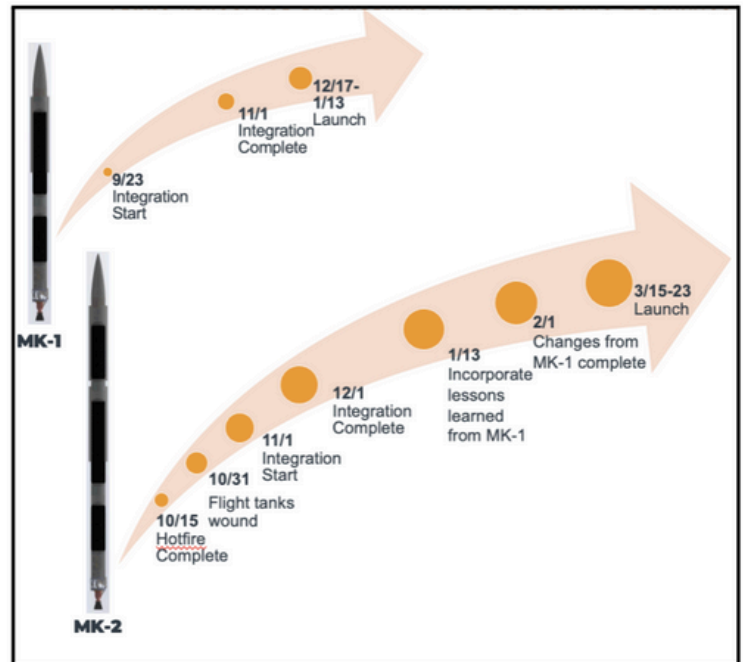 12/17-
1/13
Launch
11/1
Integration
Complete
9/23
Integration
Start
MK-1
3/15-23
Launch
2/1
Changes from
MK-1 complete
1/13
Incorporate
lessons
learned
from MK-1
12/1
Integration
Complete
11/1
Integration
Start
10/31
Flight tanks
wound
10/15
Hotfire
Complete
MK-2